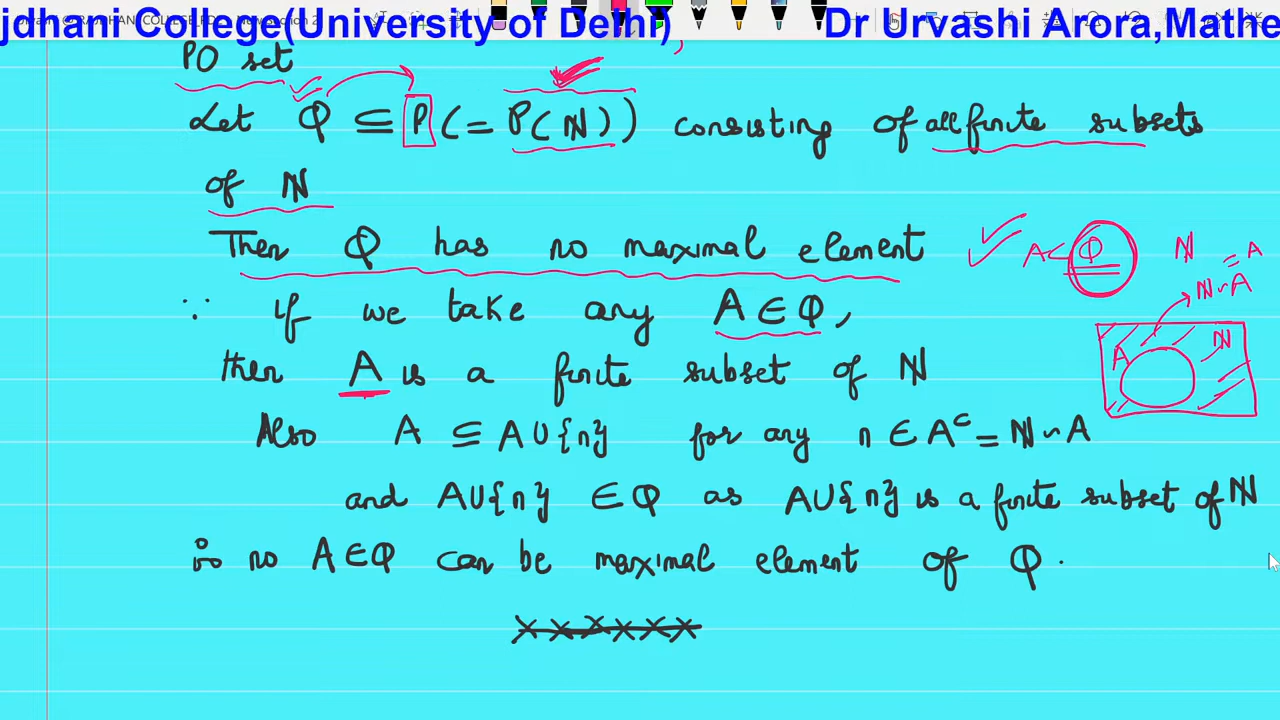 jdhani College(University of Delhi) Dr Urvashi Arora,Mathe
PO set
Let Q ⊆ P (= P(ℕ)) consisting of all finite subsets
of ℕ
Then Q has no maximal element
A < Q ℕ = A
ℕ ~ A
∵ if we take any A ∈ Q,
A ℕ
then A is a finite subset of ℕ
Also A ⊆ A ∪ {n} for any n ∈ Aᶜ = ℕ ~ A
and A∪{n} ∈ Q as A∪{n} is a finite subset of ℕ
∴ no A ∈ Q can be maximal element of Q.